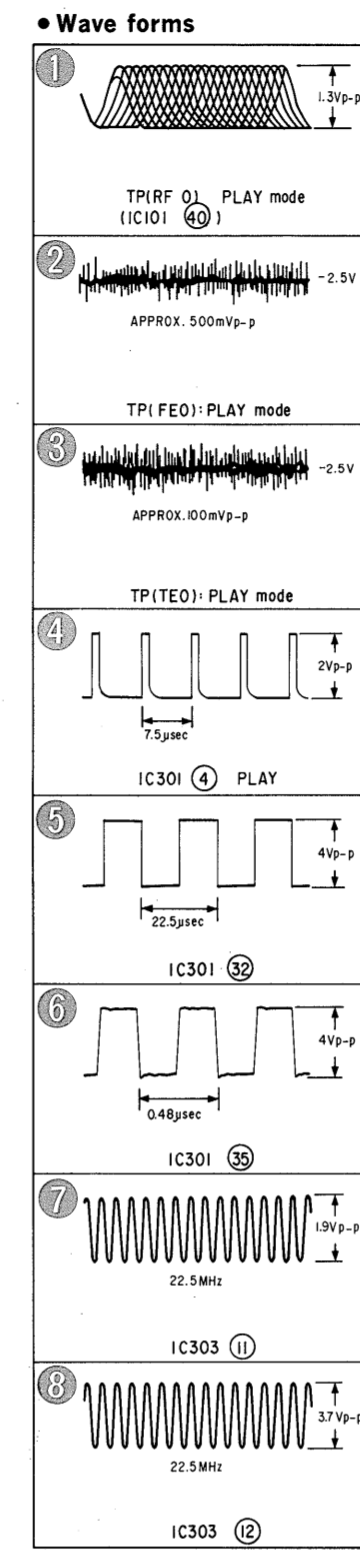 • Wave forms
1
1.3Vp-p
TP(RF O) PLAY mode
(IC101 40)
2
-2.5V
APPROX. 500mVp-p
TP(FEO): PLAY mode
3
-2.5V
APPROX.100mVp-p
TP(TEO): PLAY mode
4
2Vp-p
7.5µsec
IC301 4 PLAY
5
4Vp-p
22.5µsec
IC301 32
6
4Vp-p
0.48µsec
IC301 35
7
1.9Vp-p
22.5MHz
IC303 11
8
3.7Vp-p
22.5MHz
IC303 12